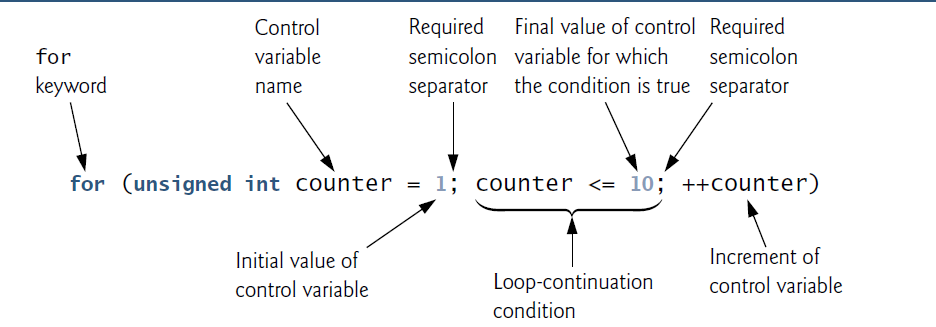 for
keyword
Control
variable
name
Required
semicolon
separator
Final value of control
variable for which
the condition is true
Required
semicolon
separator
for (unsigned int counter = 1; counter <= 10; ++counter)
Initial value of
control variable
Loop-continuation
condition
Increment of
control variable